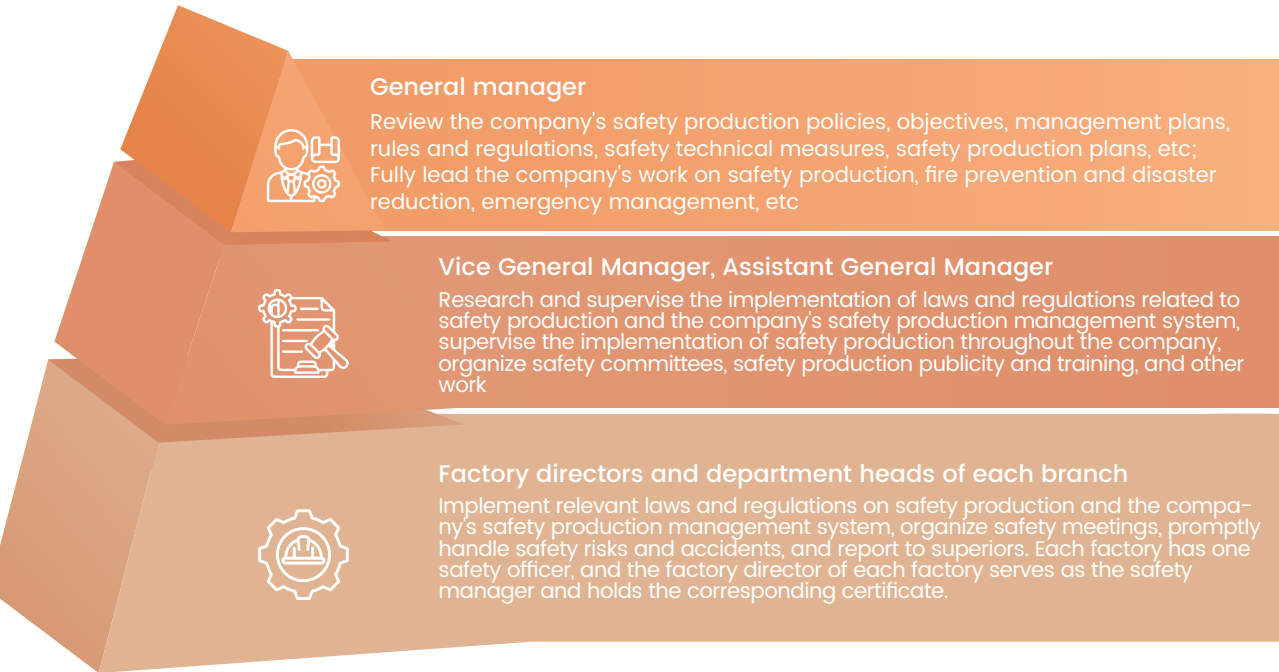 General manager
Review the company's safety production policies, objectives, management plans,
rules and regulations, safety technical measures, safety production plans, etc;
Fully lead the company's work on safety production, fire prevention and disaster
reduction, emergency management, etc
Vice General Manager, Assistant General Manager
Research and supervise the implementation of laws and regulations related to
safety production and the company's safety production management system,
supervise the implementation of safety production throughout the company,
organize safety committees, safety production publicity and training, and other
work
Factory directors and department heads of each branch
Implement relevant laws and regulations on safety production and the compa-
ny's safety production management system, organize safety meetings, promptly
handle safety risks and accidents, and report to superiors. Each factory has one
safety officer, and the factory director of each factory serves as the safety
manager and holds the corresponding certificate.